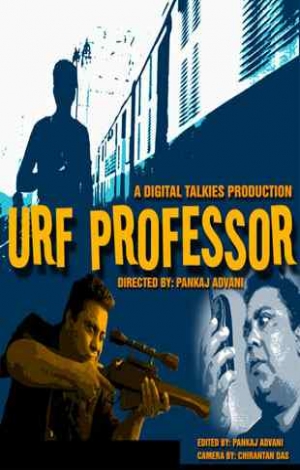 A DIGITAL TALKIES PRODUCTION
URF PROFESSOR
DIRECTED BY: PANKAJ ADVANI
EDITED BY: PANKAJ ADVANI
CAMERA BY: CHIRANTAN DAS